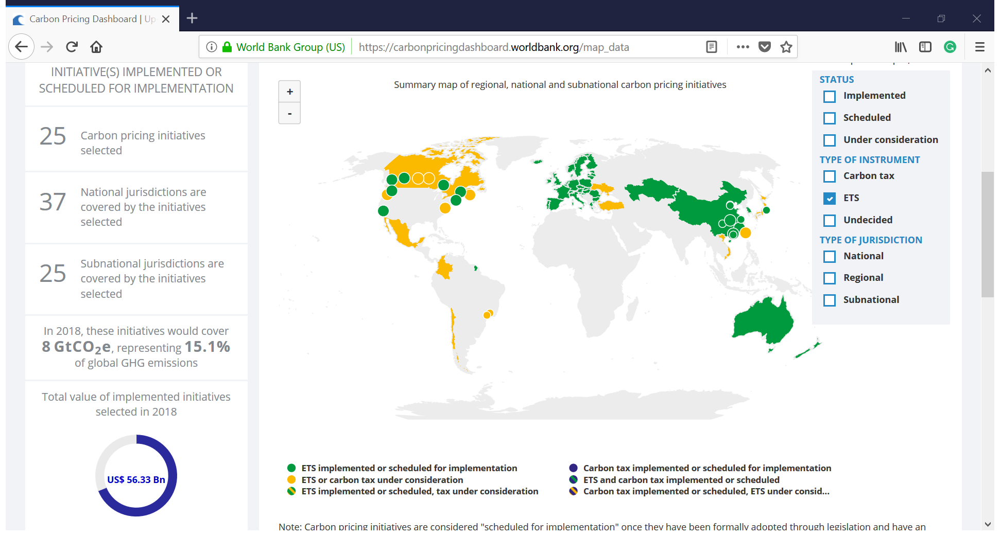 Carbon Pricing Dashboard | Up
World Bank Group (US)
https://carbonpricingdashboard.worldbank.org/map_data
INITIATIVE(S) IMPLEMENTED OR
SCHEDULED FOR IMPLEMENTATION
25
Carbon pricing initiatives
selected
37
National jurisdictions are
covered by the initiatives
selected
25
Subnational jurisdictions are
covered by the initiatives
selected
In 2018, these initiatives would cover
8 GtCO₂e, representing 15.1%
of global GHG emissions
Total value of implemented initiatives
selected in 2018
US$ 56.33 Bn
+
-
Summary map of regional, national and subnational carbon pricing initiatives
STATUS
Implemented
Scheduled
Under consideration
TYPE OF INSTRUMENT
Carbon tax
ETS
Undecided
TYPE OF JURISDICTION
National
Regional
Subnational
ETS implemented or scheduled for implementation
ETS or carbon tax under consideration
ETS implemented or scheduled, tax under consideration
Carbon tax implemented or scheduled for implementation
ETS and carbon tax implemented or scheduled
Carbon tax implemented or scheduled, ETS under consid...
Note: Carbon pricing initiatives are considered "scheduled for implementation" once they have been formally adopted through legislation and have an